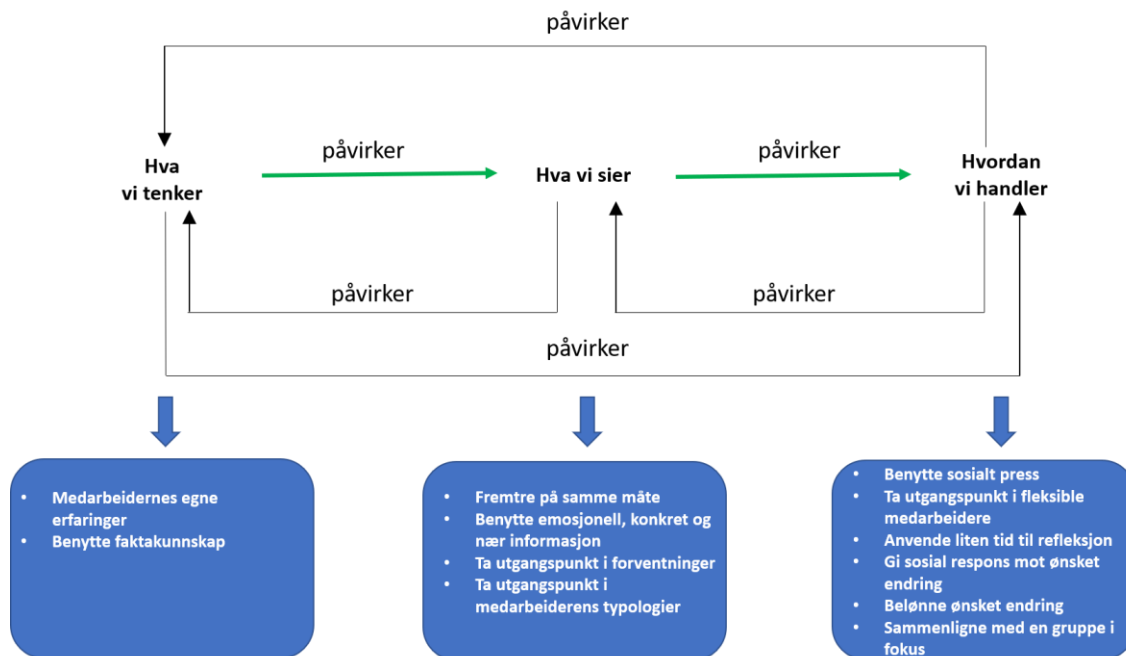 påvirker
Hva
vi tenker
påvirker
Hva vi sier
påvirker
Hvordan
vi handler
påvirker
påvirker
påvirker
• Medarbeidernes egne
erfaringer
• Benytte faktakunnskap
• Fremtre på samme måte
• Benytte emosjonell, konkret og
nær informasjon
• Ta utgangspunkt i forventninger
• Ta utgangspunkt i
medarbeiderens typologier
• Benytte sosialt press
• Ta utgangspunkt i fleksible
medarbeidere
• Anvende liten tid til refleksjon
• Gi sosial respons mot ønsket
endring
• Belønne ønsket endring
• Sammenligne med en gruppe i
fokus